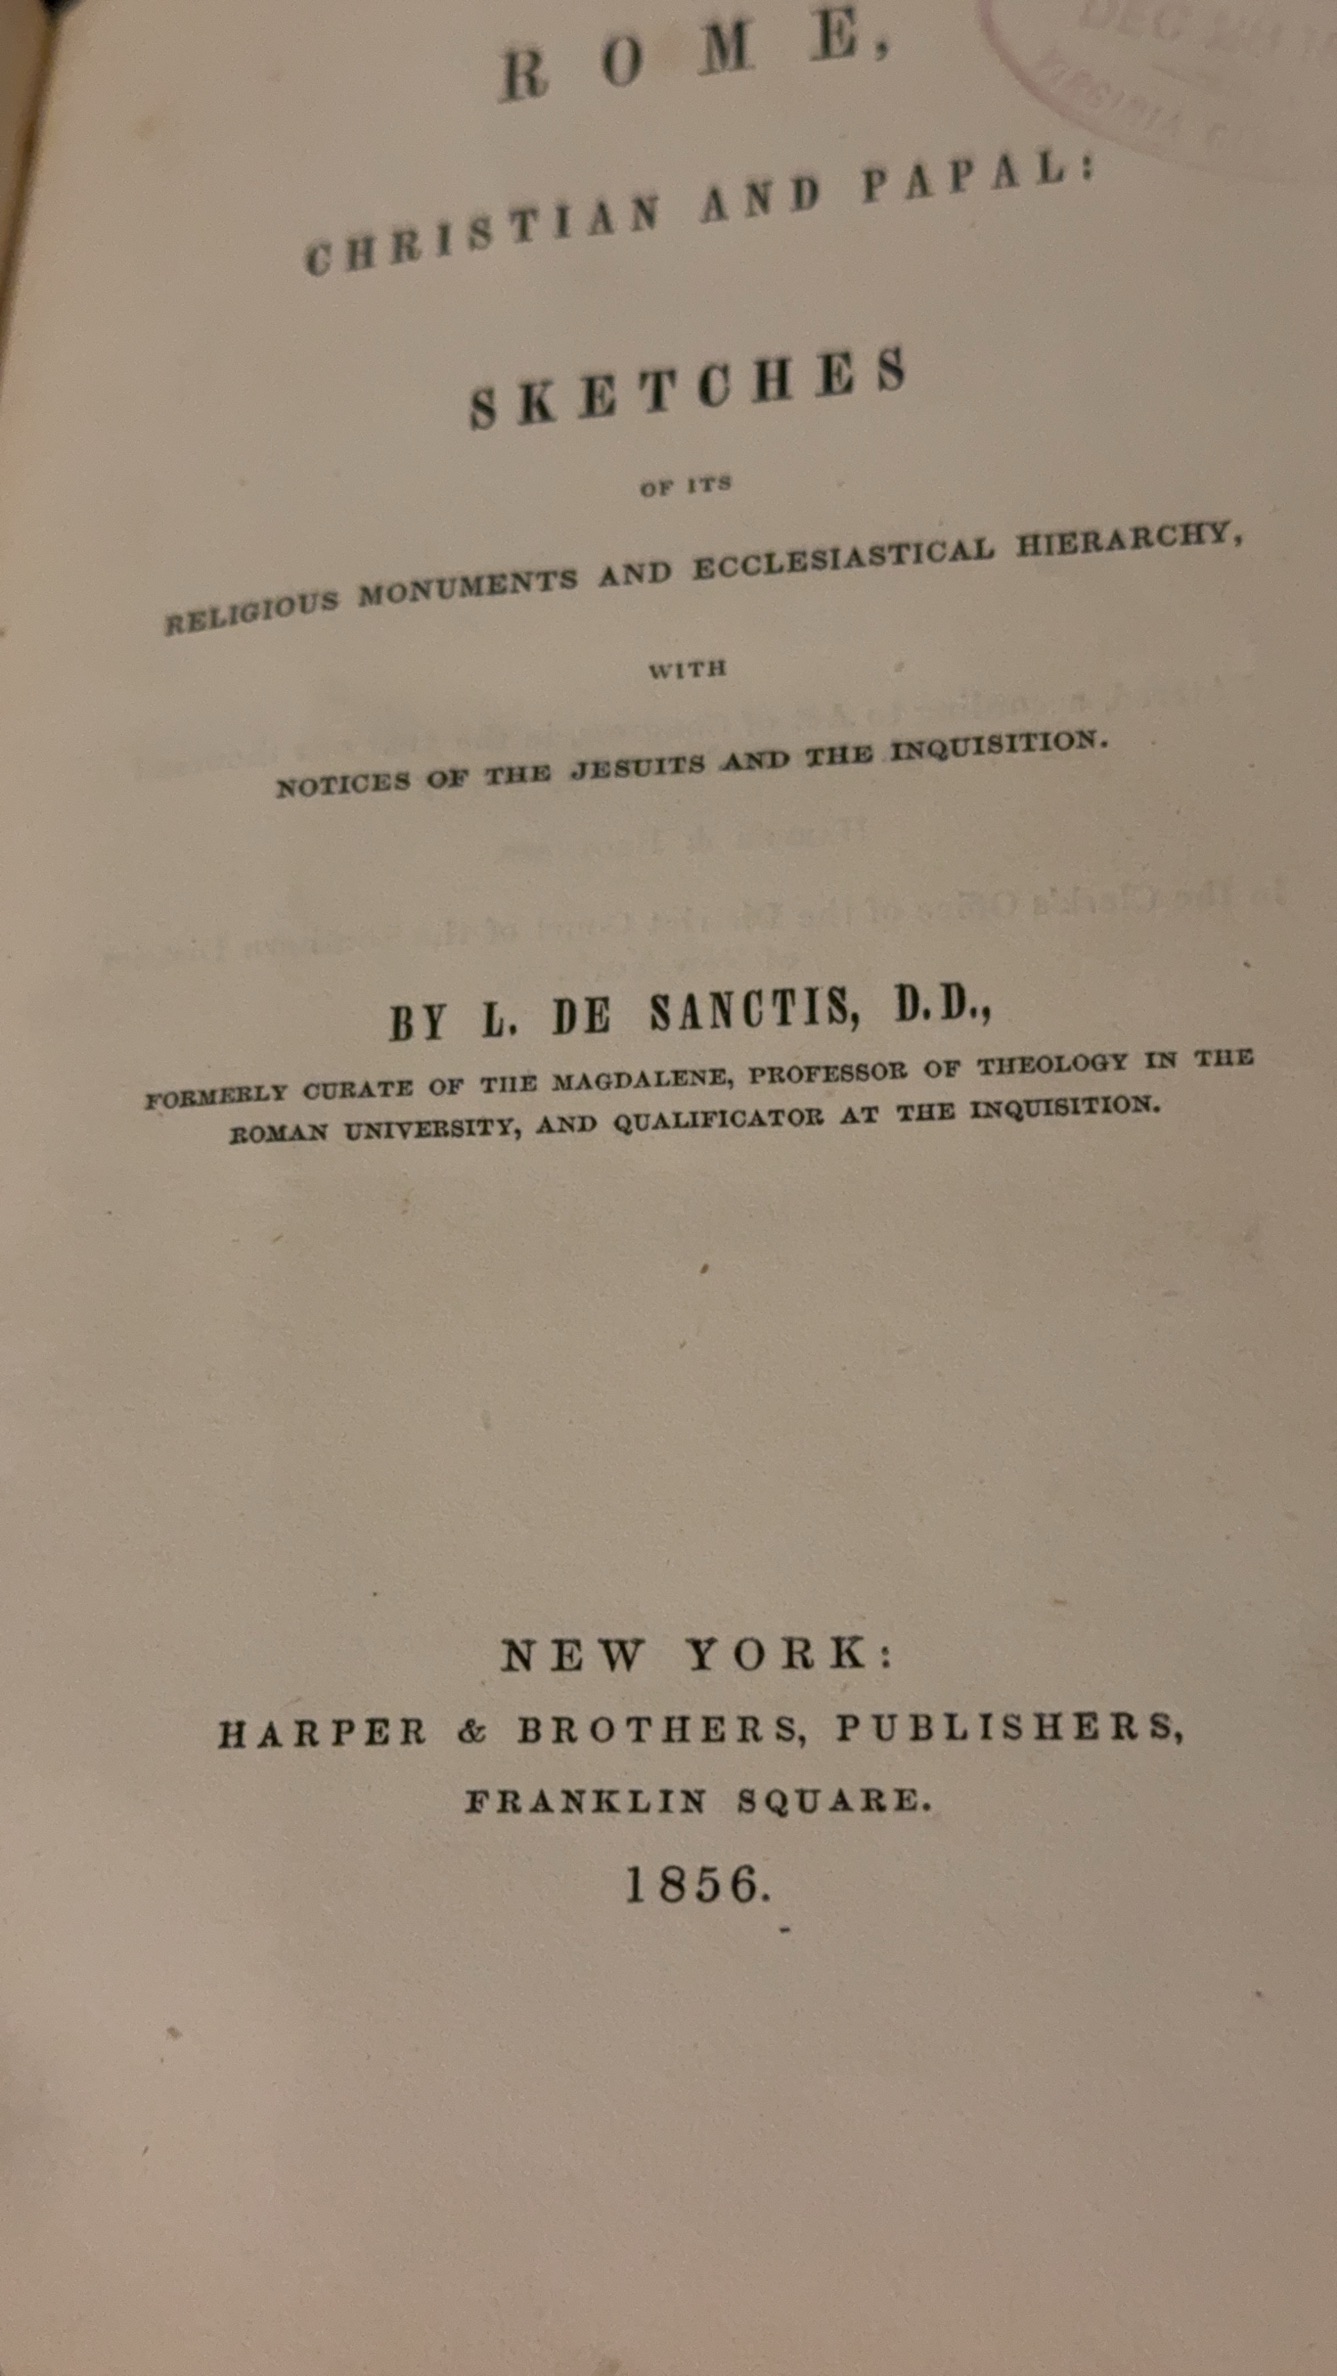 ROME,
CHRISTIAN AND PAPAL:
SKETCHES
OF ITS
RELIGIOUS MONUMENTS AND ECCLESIASTICAL HIERARCHY,
WITH
NOTICES OF THE JESUITS AND THE INQUISITION.
BY L. DE SANCTIS, D.D.,
FORMERLY CURATE OF THE MAGDALENE, PROFESSOR OF THEOLOGY IN THE
ROMAN UNIVERSITY, AND QUALIFICATOR AT THE INQUISITION.
NEW YORK:
HARPER & BROTHERS, PUBLISHERS,
FRANKLIN SQUARE.
1856.
DEC
VIRGINIA